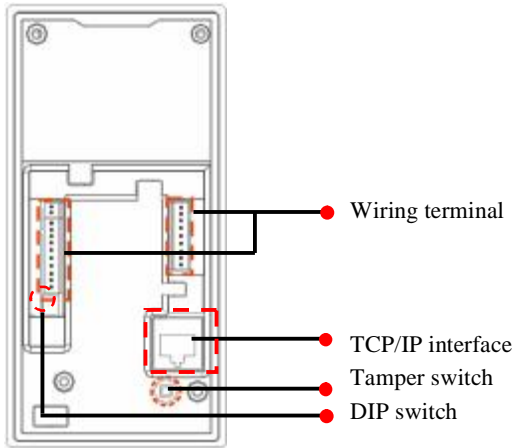 Wiring terminal
TCP/IP interface
Tamper switch
DIP switch